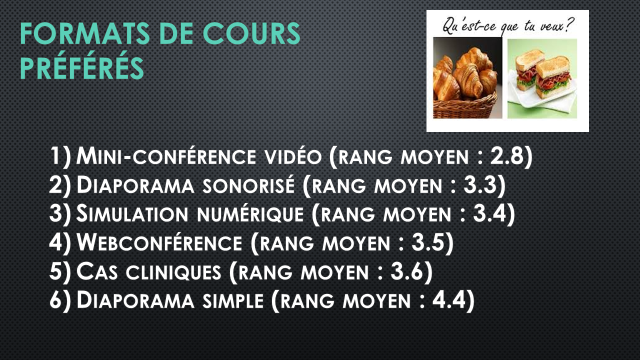 FORMATS DE COURS
PRÉFÉRÉS
Qu'est-ce que tu veux?
1) MINI-CONFÉRENCE VIDÉO (RANG MOYEN : 2.8)
2) DIAPORAMA SONORISÉ (RANG MOYEN : 3.3)
3) SIMULATION NUMÉRIQUE (RANG MOYEN : 3.4)
4) WEBCONFÉRENCE (RANG MOYEN : 3.5)
5) CAS CLINIQUES (RANG MOYEN : 3.6)
6) DIAPORAMA SIMPLE (RANG MOYEN : 4.4)